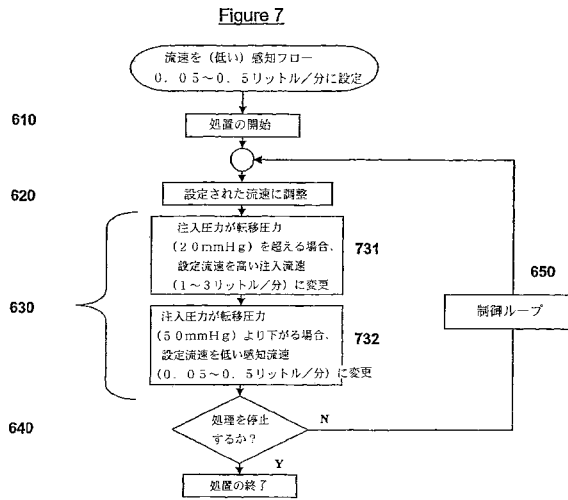 Figure 7
流速を（低い）感知フロー
０．０５～０．５リットル／分に設定
610
処置の開始
620
設定された流速に調整
注入圧力が転移圧力
（２０ｍｍＨｇ）を超える場合、
設定流速を高い注入流速
（１～３リットル／分）に変更
731
650
制御ループ
630
注入圧力が転移圧力
（５０ｍｍＨｇ）より下がる場合、
設定流速を低い感知流速
（０．０５～０．５リットル／分）に変更
732
640
処理を停止
するか？
N
Y
処置の終了